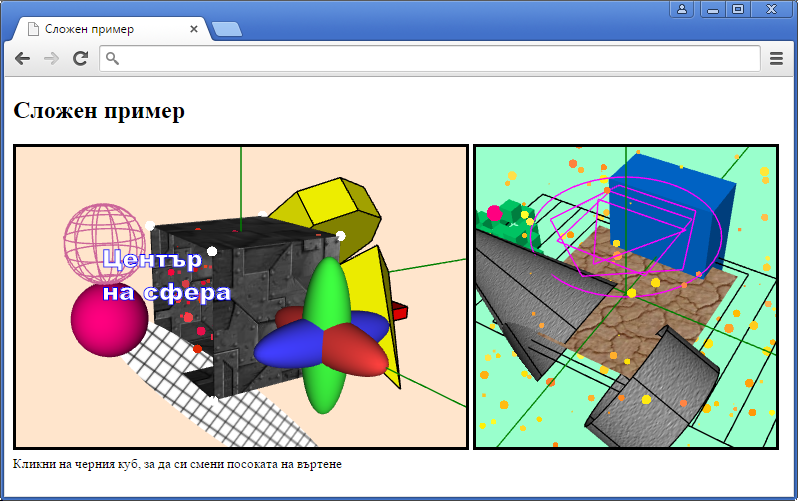 Сложен пример
Сложен пример
Център
на сфера
Кликни на черния куб, за да си смени посоката на въртене